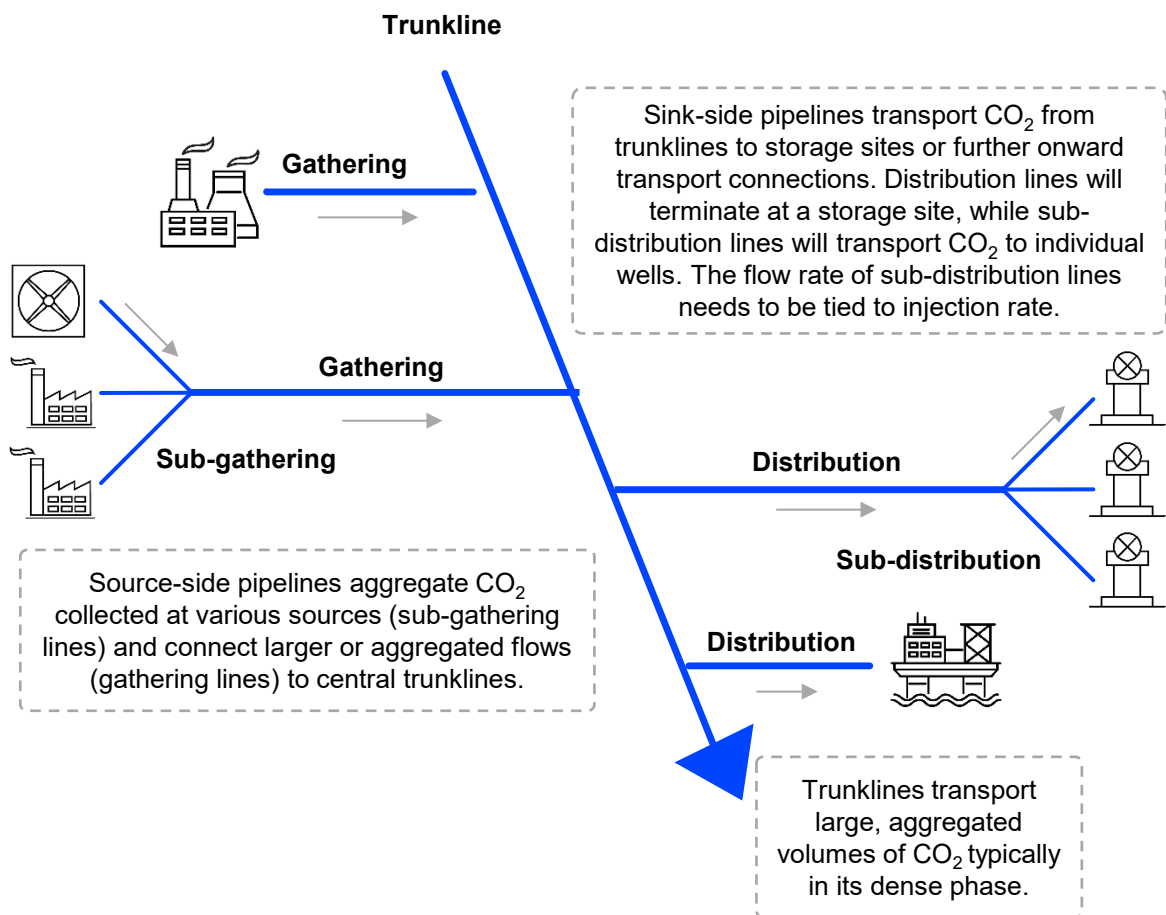 Trunkline
Sink-side pipelines transport CO₂ from
trunklines to storage sites or further onward
transport connections. Distribution lines will
terminate at a storage site, while sub-
distribution lines will transport CO₂ to individual
wells. The flow rate of sub-distribution lines
needs to be tied to injection rate.
Gathering
Gathering
Sub-gathering
Distribution
Sub-distribution
Source-side pipelines aggregate CO₂
collected at various sources (sub-gathering
lines) and connect larger or aggregated flows
(gathering lines) to central trunklines.
Distribution
Trunklines transport
large, aggregated
volumes of CO₂ typically
in its dense phase.